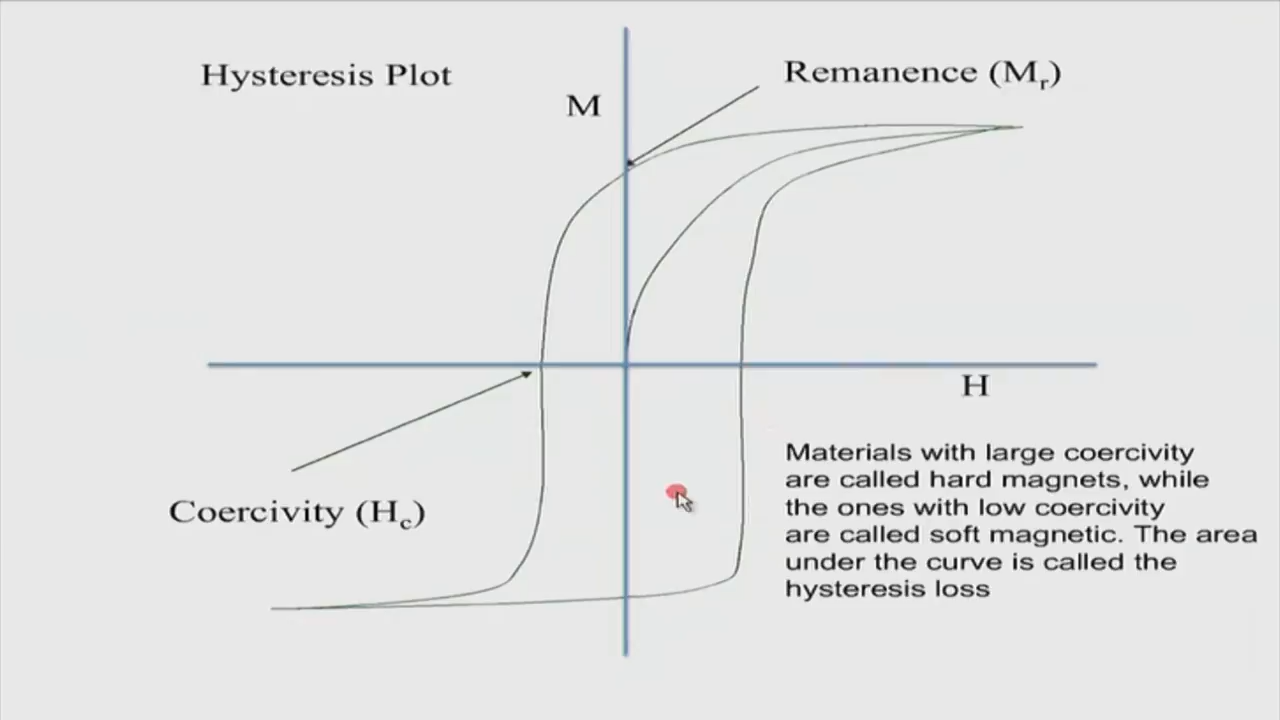 Hysteresis Plot
Remanence (Mr)
M
H
Coercivity (Hc)
Materials with large coercivity
are called hard magnets, while
the ones with low coercivity
are called soft magnetic. The area
under the curve is called the
hysteresis loss